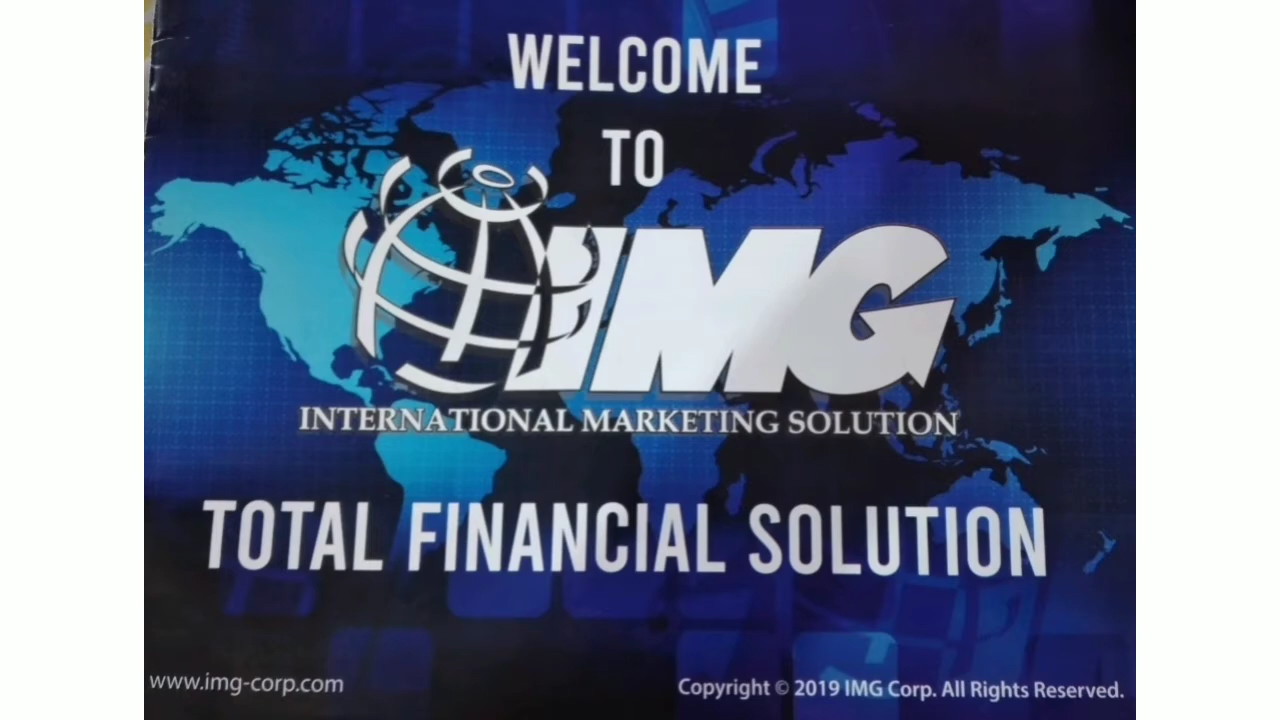 WELCOME
TO
IMG
INTERNATIONAL MARKETING SOLUTION
TOTAL FINANCIAL SOLUTION
www.img-corp.com
Copyright © 2019 IMG Corp. All Rights Reserved.